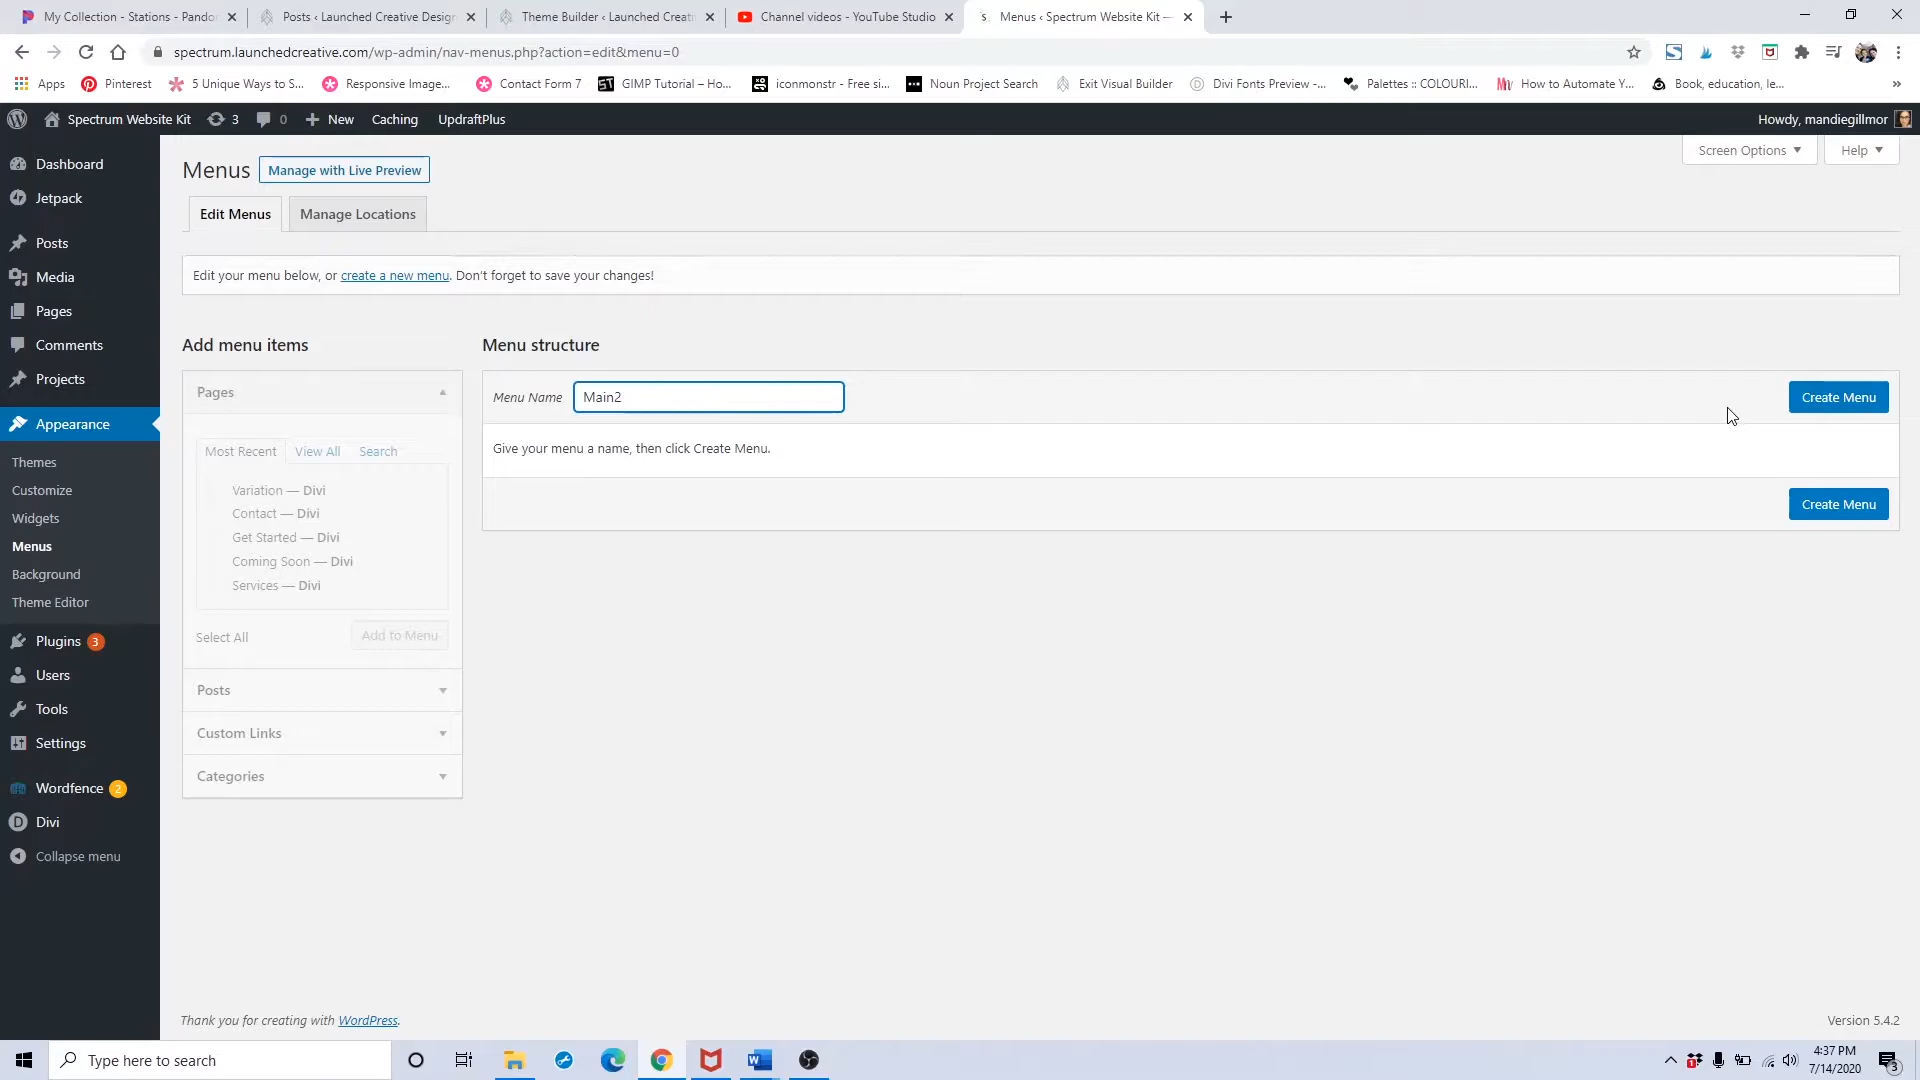 My Collection - Stations - Pando
Posts ‹ Launched Creative Design
Theme Builder ‹ Launched Creati
Channel videos - YouTube Studio
Menus ‹ Spectrum Website Kit —
spectrum.launchedcreative.com/wp-admin/nav-menus.php?action=edit&menu=0
Apps
Pinterest
5 Unique Ways to S...
Responsive Image...
Contact Form 7
GIMP Tutorial – Ho...
iconmonstr - Free si...
Noun Project Search
Exit Visual Builder
Divi Fonts Preview -...
Palettes :: COLOURl...
How to Automate Y...
Book, education, le...
Spectrum Website Kit
3
0
New
Caching
UpdraftPlus
Howdy, mandiegillmor
Dashboard
Jetpack
Posts
Media
Pages
Comments
Projects
Appearance
Themes
Customize
Widgets
Menus
Background
Theme Editor
Plugins 3
Users
Tools
Settings
Wordfence 2
Divi
Collapse menu
Screen Options
Help
Menus
Manage with Live Preview
Edit Menus
Manage Locations
Edit your menu below, or create a new menu. Don't forget to save your changes!
Add menu items
Pages
Most Recent
View All
Search
Variation — Divi
Contact — Divi
Get Started — Divi
Coming Soon — Divi
Services — Divi
Select All
Add to Menu
Posts
Custom Links
Categories
Menu structure
Menu Name
Main2
Create Menu
Give your menu a name, then click Create Menu.
Create Menu
Thank you for creating with WordPress.
Version 5.4.2
Type here to search
4:37 PM
7/14/2020
3